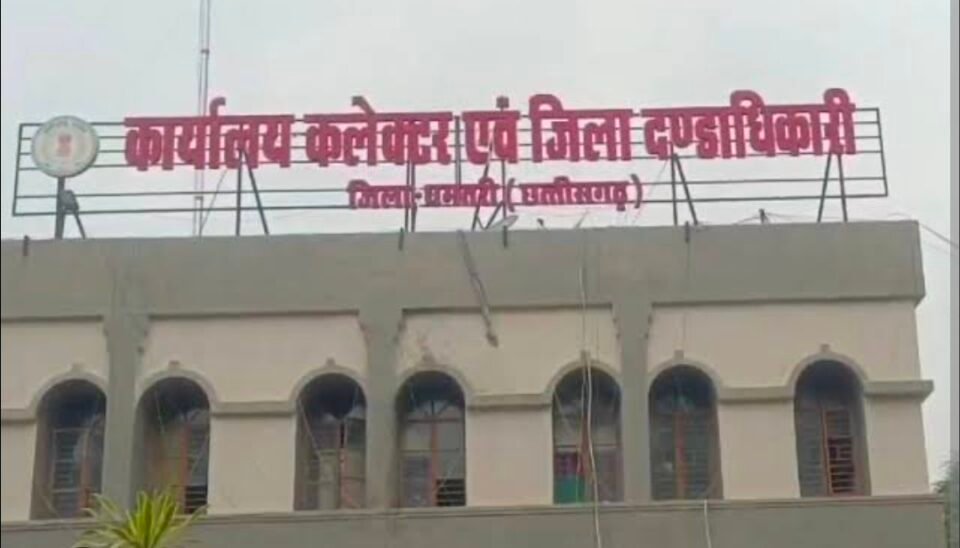 कार्यालय कलेक्टर एवं जिला दण्डाधिकारी
जिला-धमतरी (छत्तीसगढ़)